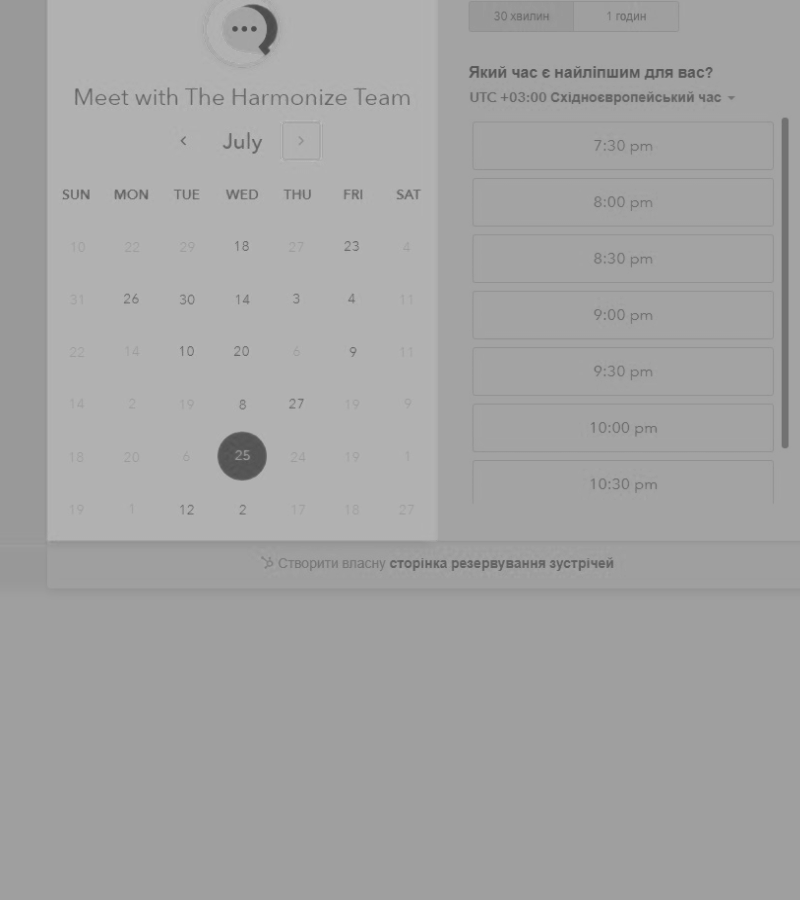 Meet with The Harmonize Team
July
SUN MON TUE WED THU FRI SAT
10 22 29 18 27 23 4
31 26 30 14 3 4 11
22 14 10 20 6 9 11
14 2 19 8 27 19 9
18 20 6 25 24 19 1
19 1 12 2 17 18 27
30 хвилин 1 годин
Який час є найліпшим для вас?
UTC +03:00 Східноєвропейський час
7:30 pm
8:00 pm
8:30 pm
9:00 pm
9:30 pm
10:00 pm
10:30 pm
Створити власну сторінка резервування зустрічей